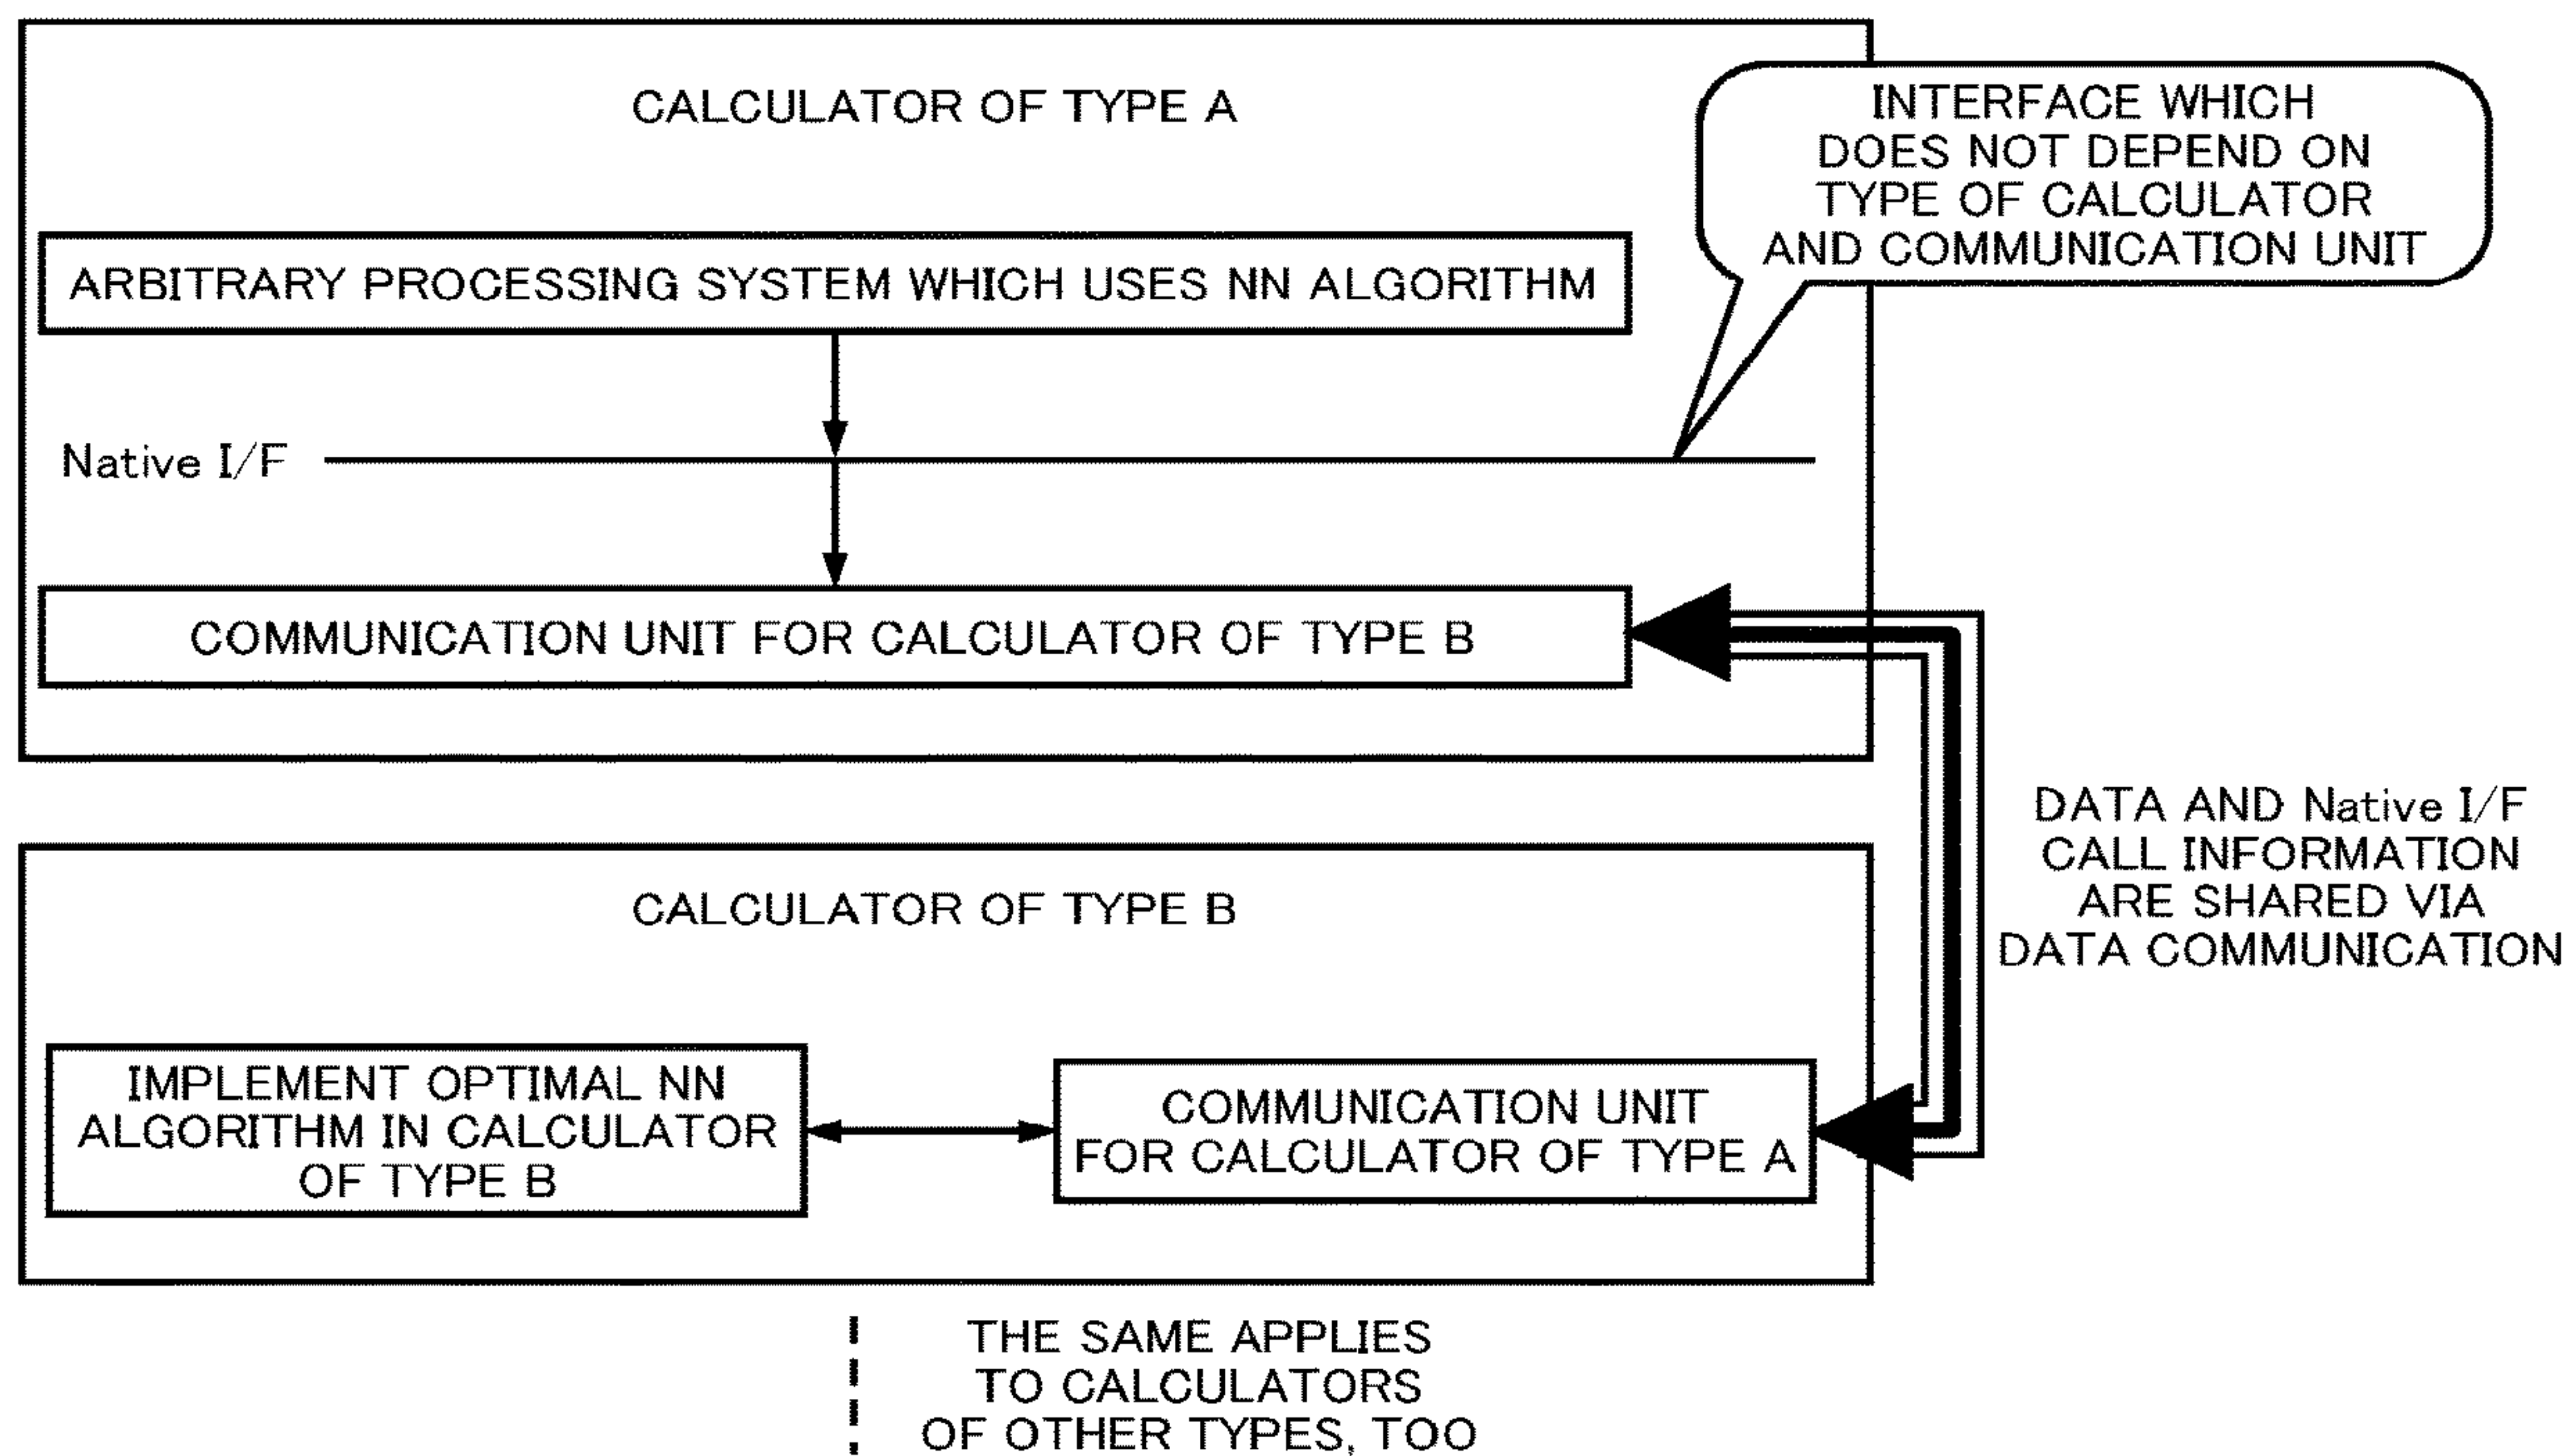 CALCULATOR OF TYPE A
INTERFACE WHICH
DOES NOT DEPEND ON
TYPE OF CALCULATOR
AND COMMUNICATION UNIT
ARBITRARY PROCESSING SYSTEM WHICH USES NN ALGORITHM
Native I/F
COMMUNICATION UNIT FOR CALCULATOR OF TYPE B
DATA AND Native I/F
CALL INFORMATION
ARE SHARED VIA
DATA COMMUNICATION
CALCULATOR OF TYPE B
IMPLEMENT OPTIMAL NN
ALGORITHM IN CALCULATOR
OF TYPE B
COMMUNICATION UNIT
FOR CALCULATOR OF TYPE A
THE SAME APPLIES
TO CALCULATORS
OF OTHER TYPES, TOO